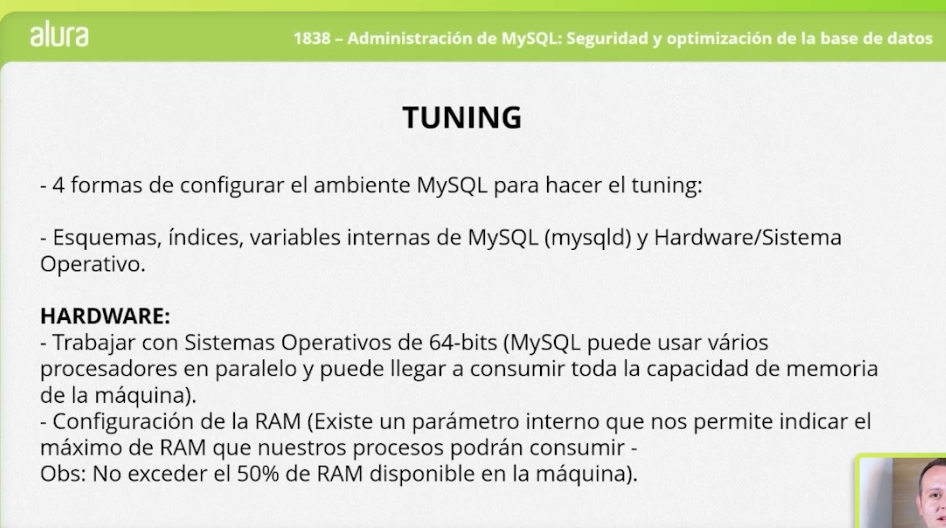 alura
1838 – Administración de MySQL: Seguridad y optimización de la base de datos
TUNING
- 4 formas de configurar el ambiente MySQL para hacer el tuning:
- Esquemas, índices, variables internas de MySQL (mysqld) y Hardware/Sistema
Operativo.
HARDWARE:
- Trabajar con Sistemas Operativos de 64-bits (MySQL puede usar vários
procesadores en paralelo y puede llegar a consumir toda la capacidad de memoria
de la máquina).
- Configuración de la RAM (Existe un parámetro interno que nos permite indicar el
máximo de RAM que nuestros procesos podrán consumir -
Obs: No exceder el 50% de RAM disponible en la máquina).